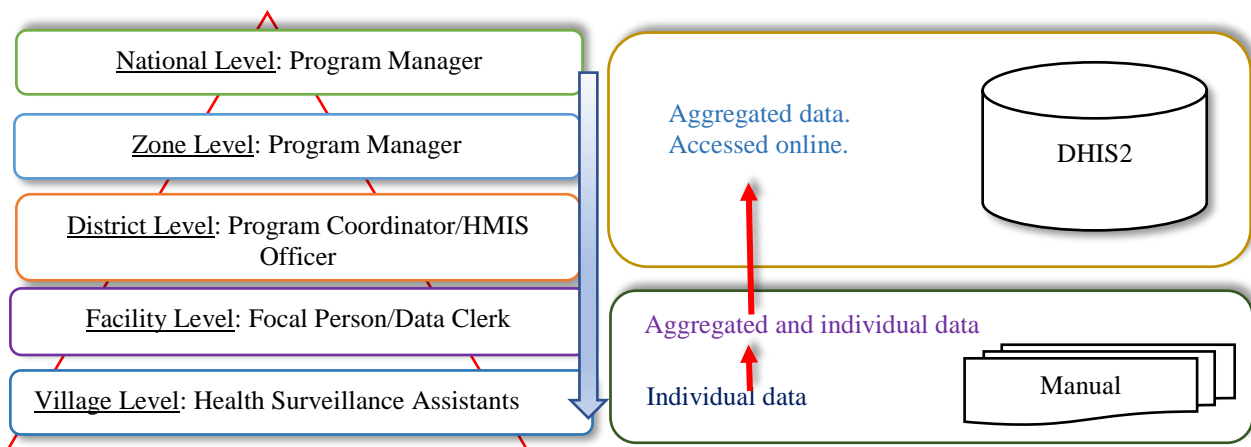 National Level: Program Manager
Zone Level: Program Manager
District Level: Program Coordinator/HMIS
Officer
Facility Level: Focal Person/Data Clerk
Village Level: Health Surveillance Assistants
Aggregated data.
Accessed online.
DHIS2
Aggregated and individual data
Individual data
Manual